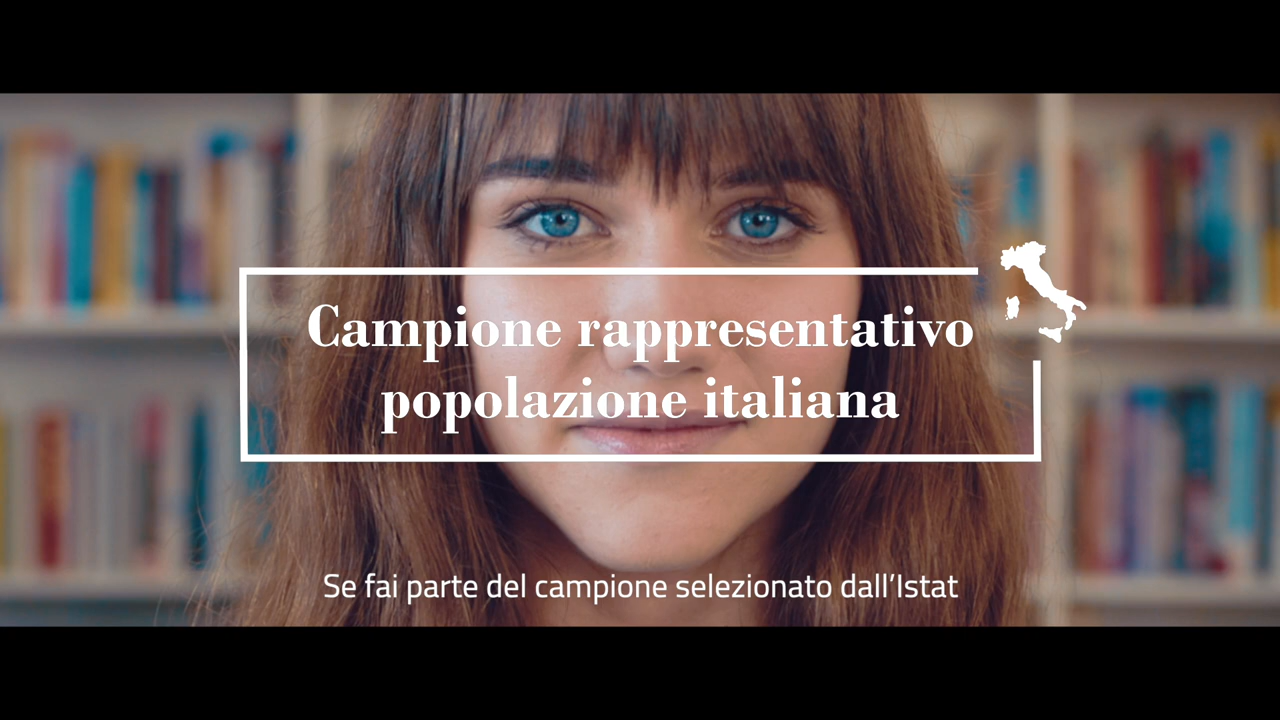 Campione rappresentativo
popolazione italiana
Se fai parte del campione selezionato dall’Istat